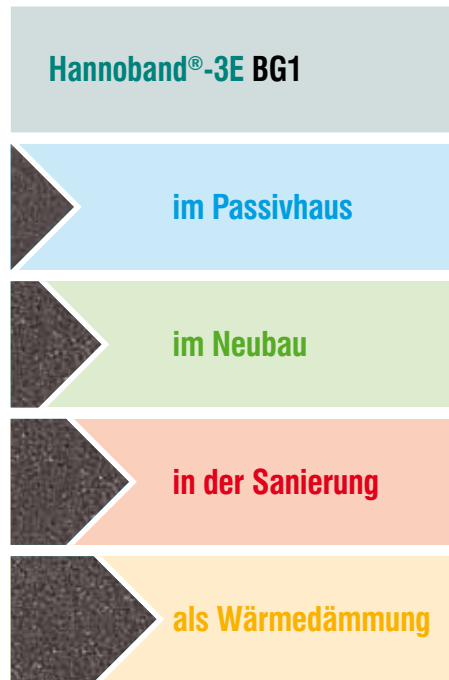 Hannoband®-3E BG1
im Passivhaus
im Neubau
in der Sanierung
als Wärmedämmung